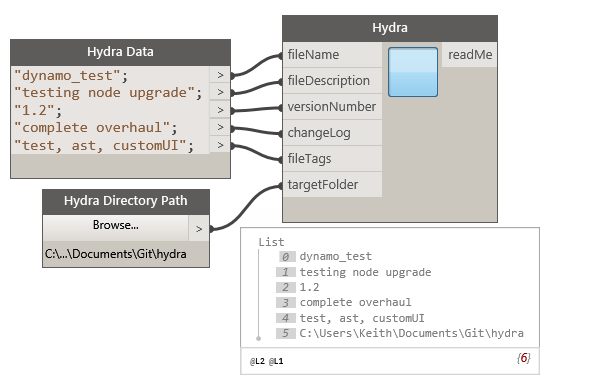 Hydra Data
"dynamo_test"; >
"testing node upgrade"; >
"1.2"; >
"complete overhaul"; >
"test, ast, customUI"; >
Hydra Directory Path
Browse... >
C:\...\Documents\Git\hydra
Hydra
fileName readMe
fileDescription
versionNumber
changeLog
fileTags
targetFolder
List
0 dynamo_test
1 testing node upgrade
2 1.2
3 complete overhaul
4 test, ast, customUI
5 C:\Users\Keith\Documents\Git\hydra
@L2 @L1 {6}